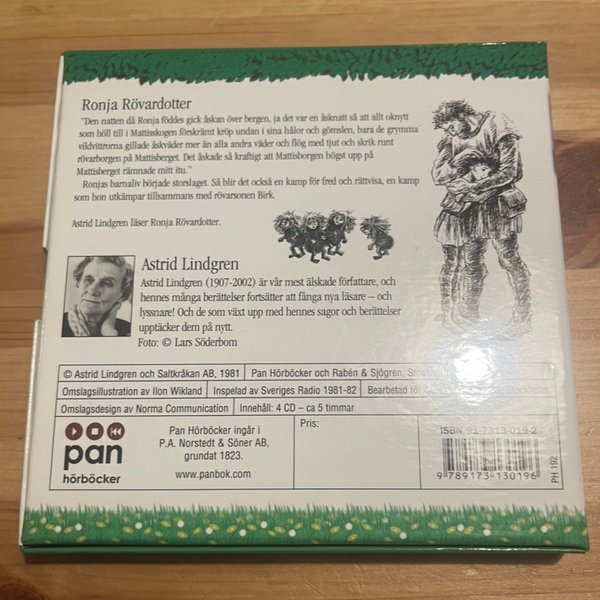 Ronja Rövardotter
"Den natten då Ronja föddes gick åskan över bergen, ja det var en åsknatt så att allt oknytt
som höll till i Mattisskogen förskrämt kröp undan i sina hålor och gömslen, bara de grymma
vildvittrorna gillade åskväder mer än alla andra väder och flög med tjut och skrik runt
rövarborgen på Mattisberget. Det åskade så kraftigt att Mattisborgen högst upp på
Mattisberget rämnade mitt itu."
Ronjas barnaliv började storslaget. Så blir det också en kamp för fred och rättvisa, en kamp
som hon utkämpar tillsammans med rövarsonen Birk.
Astrid Lindgren läser Ronja Rövardotter.
Astrid Lindgren
Astrid Lindgren (1907-2002) är vår mest älskade författare, och
hennes många berättelser fortsätter att fånga nya läsare – och
lyssnare! Och de som växt upp med hennes sagor och berättelser
upptäcker dem på nytt.
Foto: © Lars Söderbom
© Astrid Lindgren och Saltkråkan AB, 1981 Pan Hörböcker och Rabén & Sjögren,
Omslagsillustration av Ilon Wikland Inspelad av Sveriges Radio 1981-82 Bearbetad för Stockholm
Omslagsdesign av Norma Communication Innehåll: 4 CD – ca 5 timmar
pan
hörböcker
Pan Hörböcker ingår i
P.A. Norstedt & Söner AB,
grundat 1823.
www.panbok.com
Pris:
ISBN 91-7313-019-2
9 789173 130196
PH 192